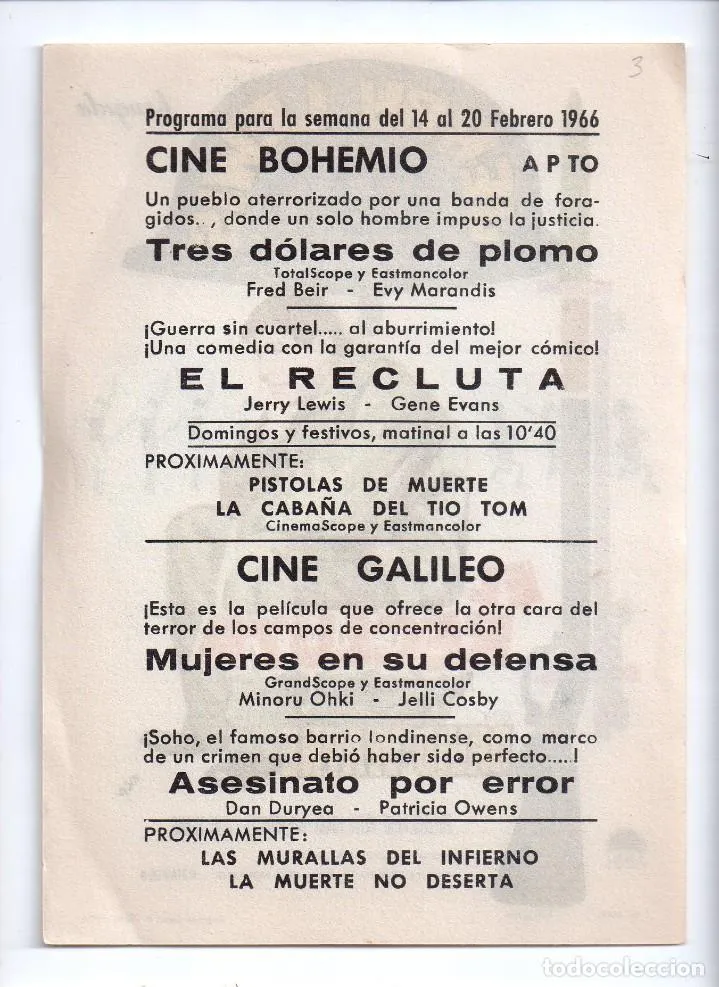 3
Programa para la semana del 14 al 20 Febrero 1966
CINE BOHEMIO APTO
Un pueblo aterrorizado por una banda de fora-
gidos.., donde un solo hombre impuso la justicia.
Tres dólares de plomo
TotalScope y Eastmancolor
Fred Beir - Evy Marandis
¡Guerra sin cuartel..... al aburrimiento!
¡Una comedia con la garantía del mejor cómico!
EL RECLUTA
Jerry Lewis - Gene Evans
Domingos y festivos, matinal a las 10'40
PROXIMAMENTE:
PISTOLAS DE MUERTE
LA CABAÑA DEL TIO TOM
CinemaScope y Eastmancolor
CINE GALILEO
¡Esta es la película que ofrece la otra cara del
terror de los campos de concentración!
Mujeres en su defensa
GrandScope y Eastmancolor
Minoru Ohki - Jelli Cosby
¡Soho, el famoso barrio londinense, como marco
de un crimen que debió haber sido perfecto.....!
Asesinato por error
Dan Duryea - Patricia Owens
PROXIMAMENTE:
LAS MURALLAS DEL INFIERNO
LA MUERTE NO DESERTA
todocoleccion